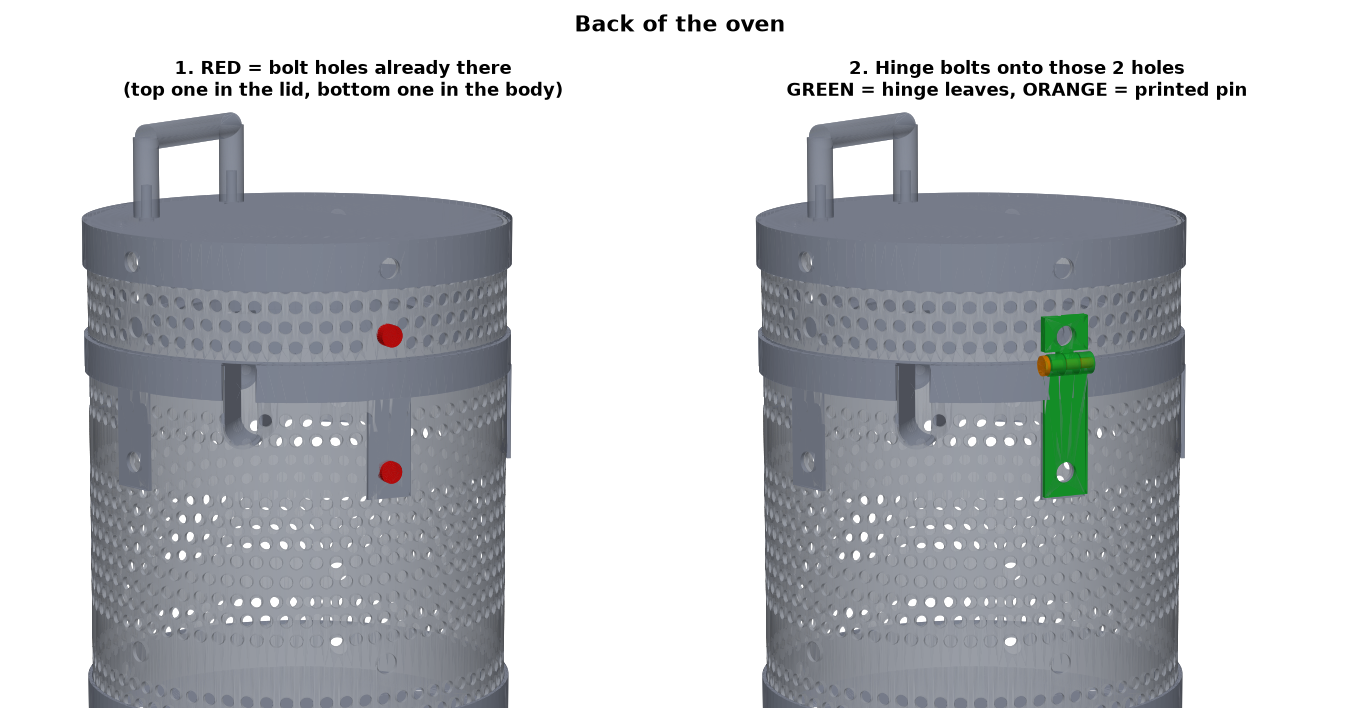 Back of the oven
1. RED = bolt holes already there
(top one in the lid, bottom one in the body)
2. Hinge bolts onto those 2 holes
GREEN = hinge leaves, ORANGE = printed pin